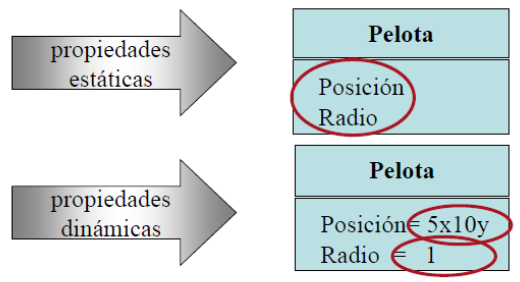 propiedades
estáticas
Pelota
Posición
Radio
propiedades
dinámicas
Pelota
Posición= 5x10y
Radio = 1